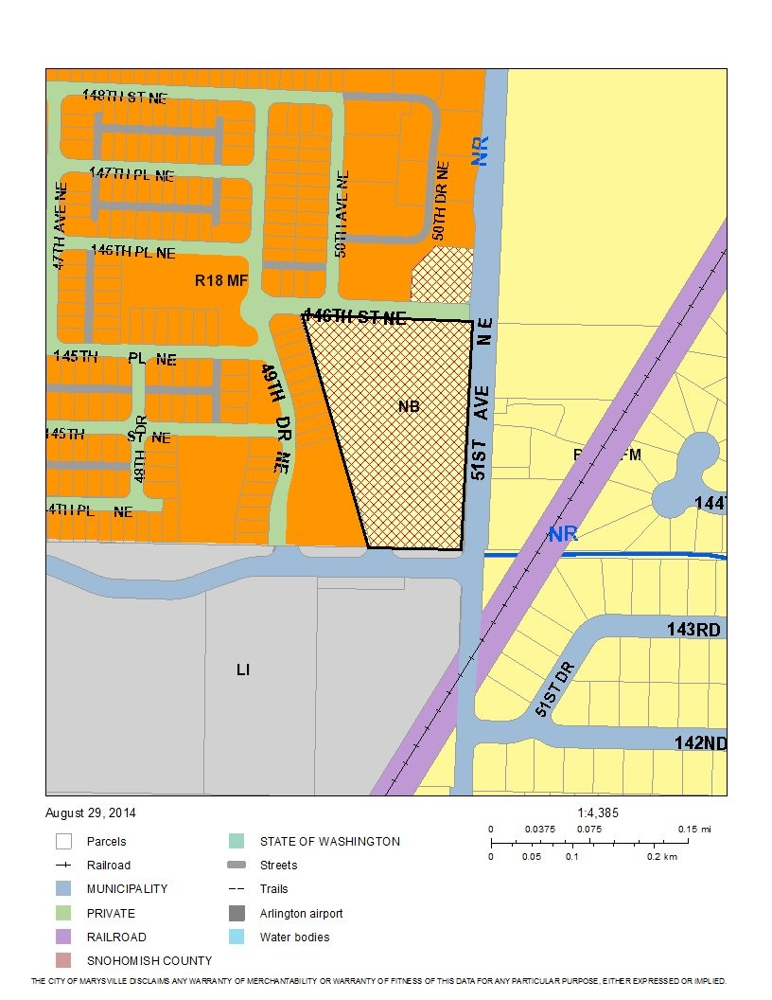 148TH ST NE
147TH PL NE
47TH AVE NE
50TH AVE NE
50TH DR NE
NR
146TH PL NE
R18 MF
146TH ST NE
NE
145TH PL NE
49TH DR NE
NB
51ST AVE
145TH ST NE
48TH DR
FM
144T
4TH PL NE
NR
143RD
LI
51ST DR
142ND
August 29, 2014
1:4,385
0 0.0375 0.075 0.15 mi
0 0.05 0.1 0.2 km
Parcels
Railroad
MUNICIPALITY
PRIVATE
RAILROAD
SNOHOMISH COUNTY
STATE OF WASHINGTON
Streets
Trails
Arlington airport
Water bodies
THE CITY OF MARYSVILLE DISCLAIMS ANY WARRANTY OF MERCHANTABILITY OR WARRANTY OF FITNESS OF THIS DATA FOR ANY PARTICULAR PURPOSE, EITHER EXPRESSED OR IMPLIED.